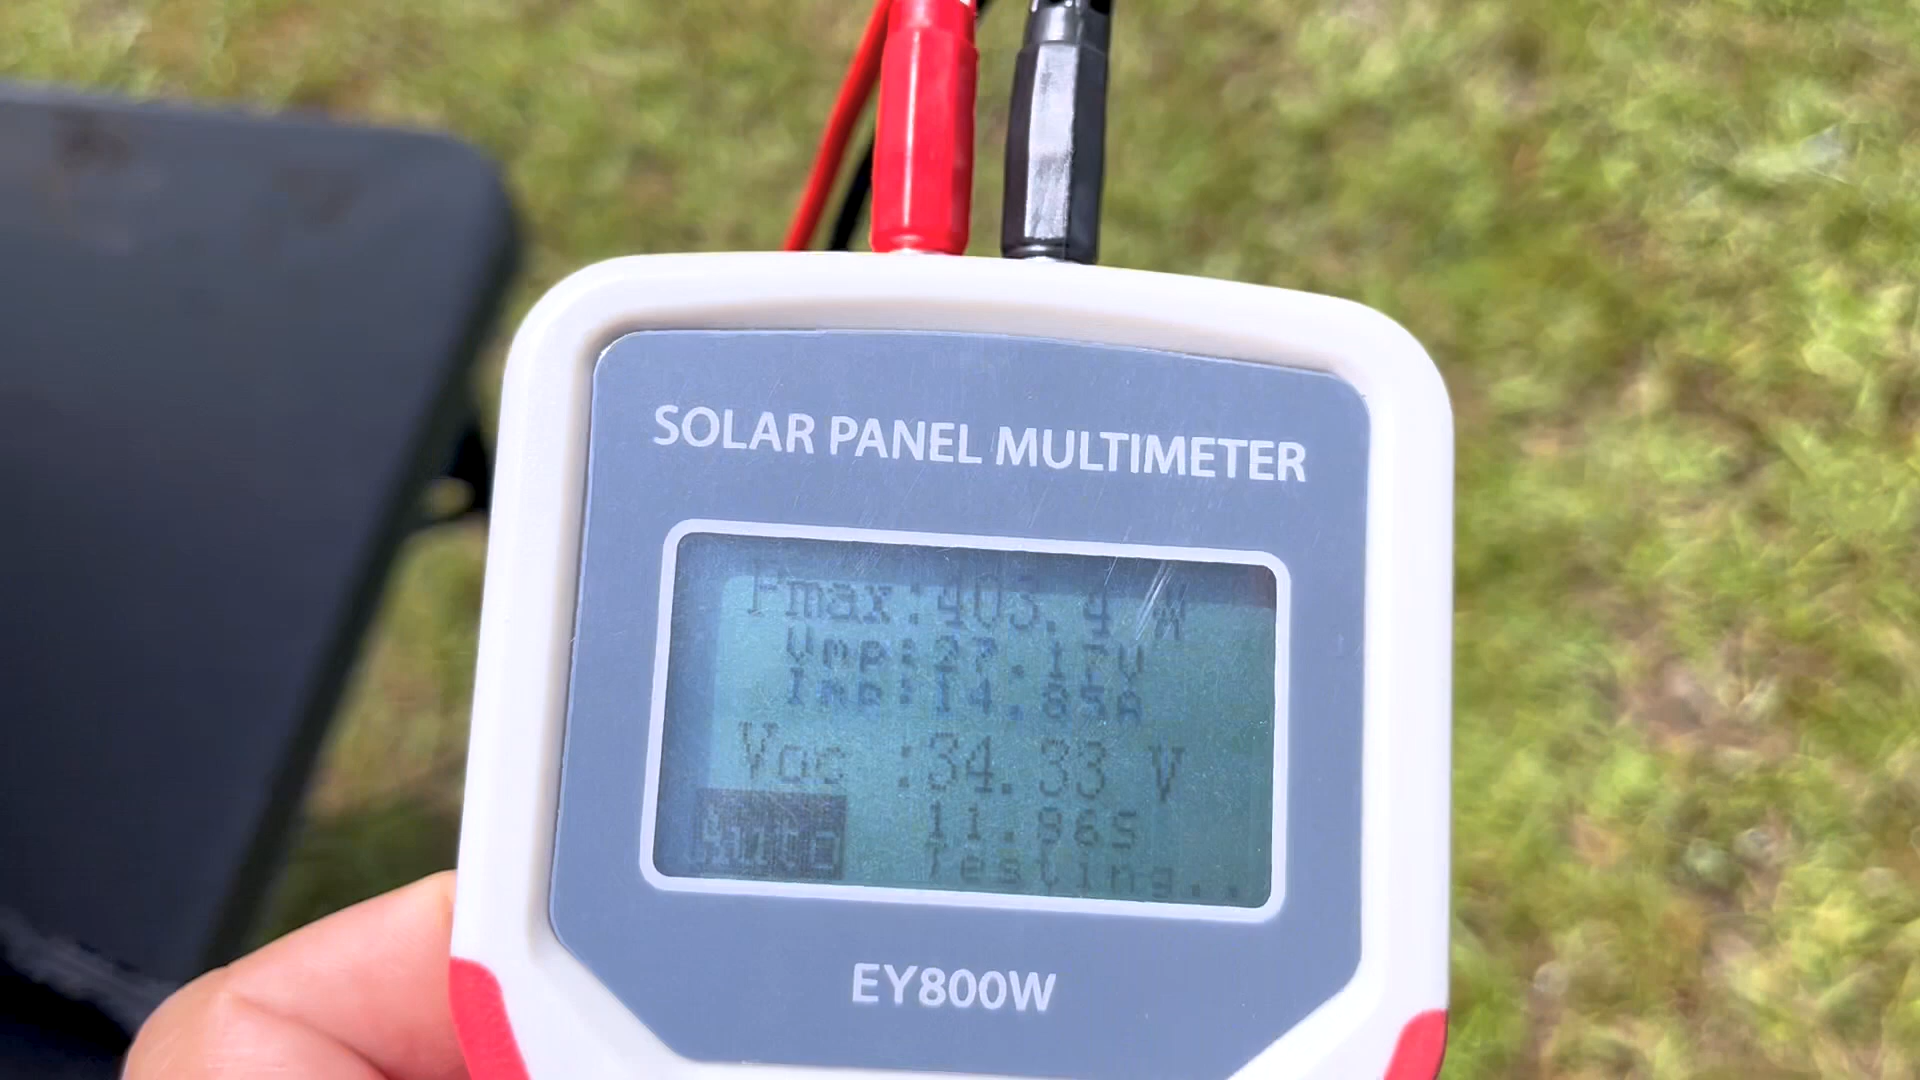 SOLAR PANEL MULTIMETER
Pmax:403.4 W
Vmp:27.17V
Imp:14.85A
Voc :34.33 V
Auto 11.96S
Testing..
EY800W